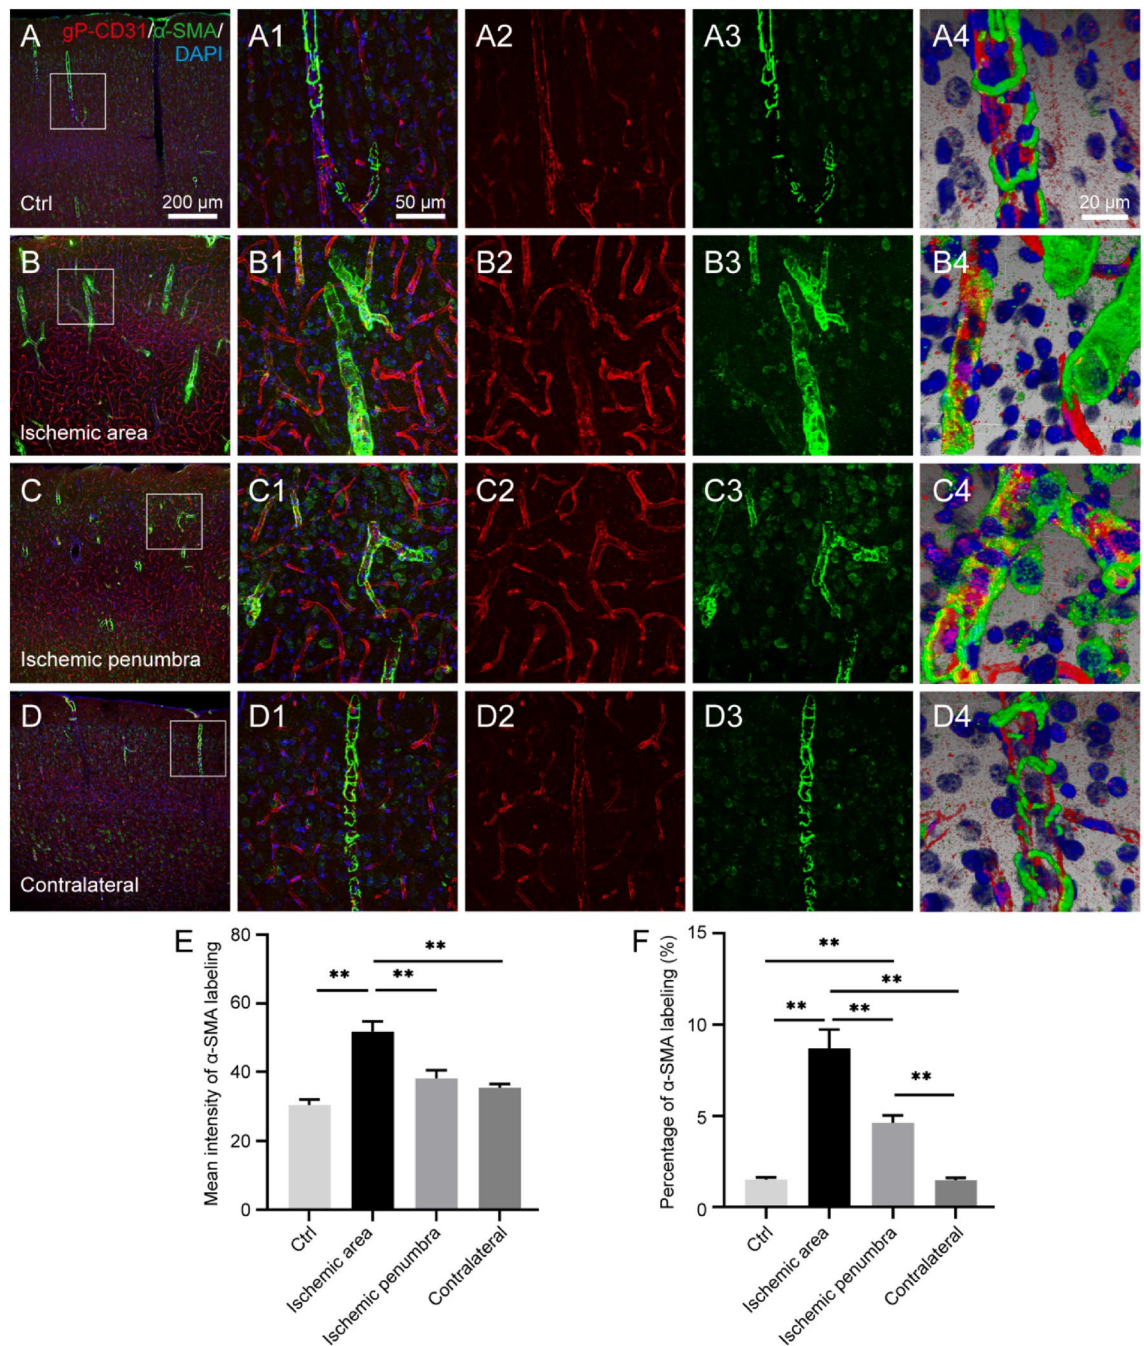 A
gP-CD31/α-SMA/
DAPI
Ctrl
200 μm
A1
50 μm
A2
A3
A4
20 μm
B
Ischemic area
B1
B2
B3
B4
C
Ischemic penumbra
C1
C2
C3
C4
D
Contralateral
D1
D2
D3
D4
E
Mean intensity of α-SMA labeling
80
60
40
20
0
**
**
**
Ctrl
Ischemic area
Ischemic penumbra
Contralateral
F
Percentage of α-SMA labeling (%)
15
10
5
0
**
**
**
**
**
Ctrl
Ischemic area
Ischemic penumbra
Contralateral